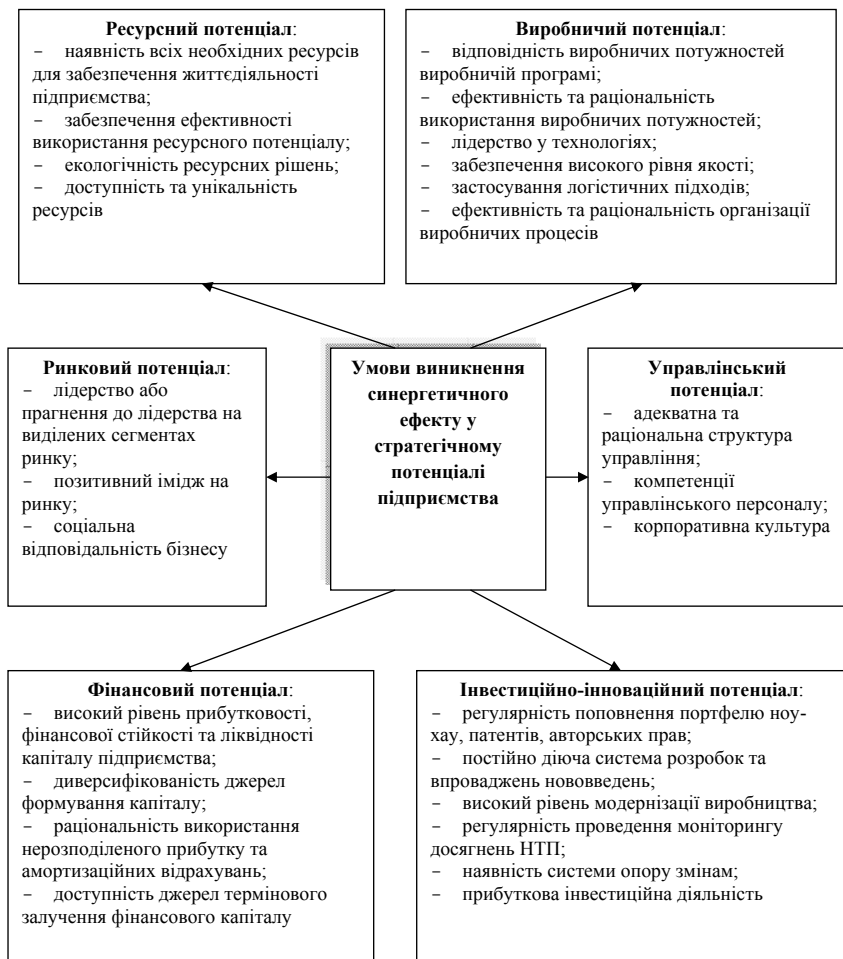 Ресурсний потенціал:
− наявність всіх необхідних ресурсів
для забезпечення життєдіяльності
підприємства;
− забезпечення ефективності
використання ресурсного потенціалу;
− екологічність ресурсних рішень;
− доступність та унікальність
ресурсів
Виробничий потенціал:
− відповідність виробничих потужностей
виробничій програмі;
− ефективність та раціональність
використання виробничих потужностей;
− лідерство у технологіях;
− забезпечення високого рівня якості;
− застосування логістичних підходів;
− ефективність та раціональність організації
виробничих процесів
Ринковий потенціал:
− лідерство або
прагнення до лідерства на
виділених сегментах
ринку;
− позитивний імідж на
ринку;
− соціальна
відповідальність бізнесу
Умови виникнення
синергетичного
ефекту у
стратегічному
потенціалі
підприємства
Управлінський
потенціал:
− адекватна та
раціональна структура
управління;
− компетенції
управлінського персоналу;
− корпоративна культура
Фінансовий потенціал:
− високий рівень прибутковості,
фінансової стійкості та ліквідності
капіталу підприємства;
− диверсифікованість джерел
формування капіталу;
− раціональність використання
нерозподіленого прибутку та
амортизаційних відрахувань;
− доступність джерел термінового
залучення фінансового капіталу
Інвестиційно-інноваційний потенціал:
− регулярність поповнення портфелю ноу-
хау, патентів, авторських прав;
− постійно діюча система розробок та
впроваджень нововведень;
− високий рівень модернізації виробництва;
− регулярність проведення моніторингу
досягнень НТП;
− наявність системи опору змінам;
− прибуткова інвестиційна діяльність